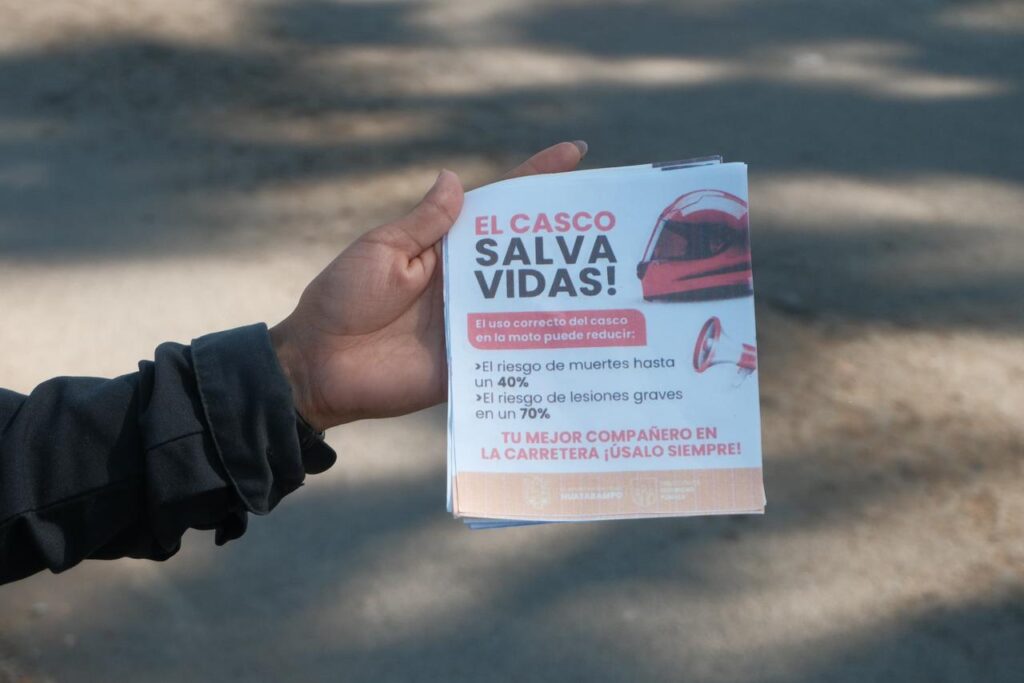 EL CASCO
SALVA
VIDAS!
El uso correcto del casco
en la moto puede reducir:
>El riesgo de muertes hasta
un 40%
>El riesgo de lesiones graves
en un 70%
TU MEJOR COMPAÑERO EN
LA CARRETERA ¡ÚSALO SIEMPRE!
HUATABAMPO